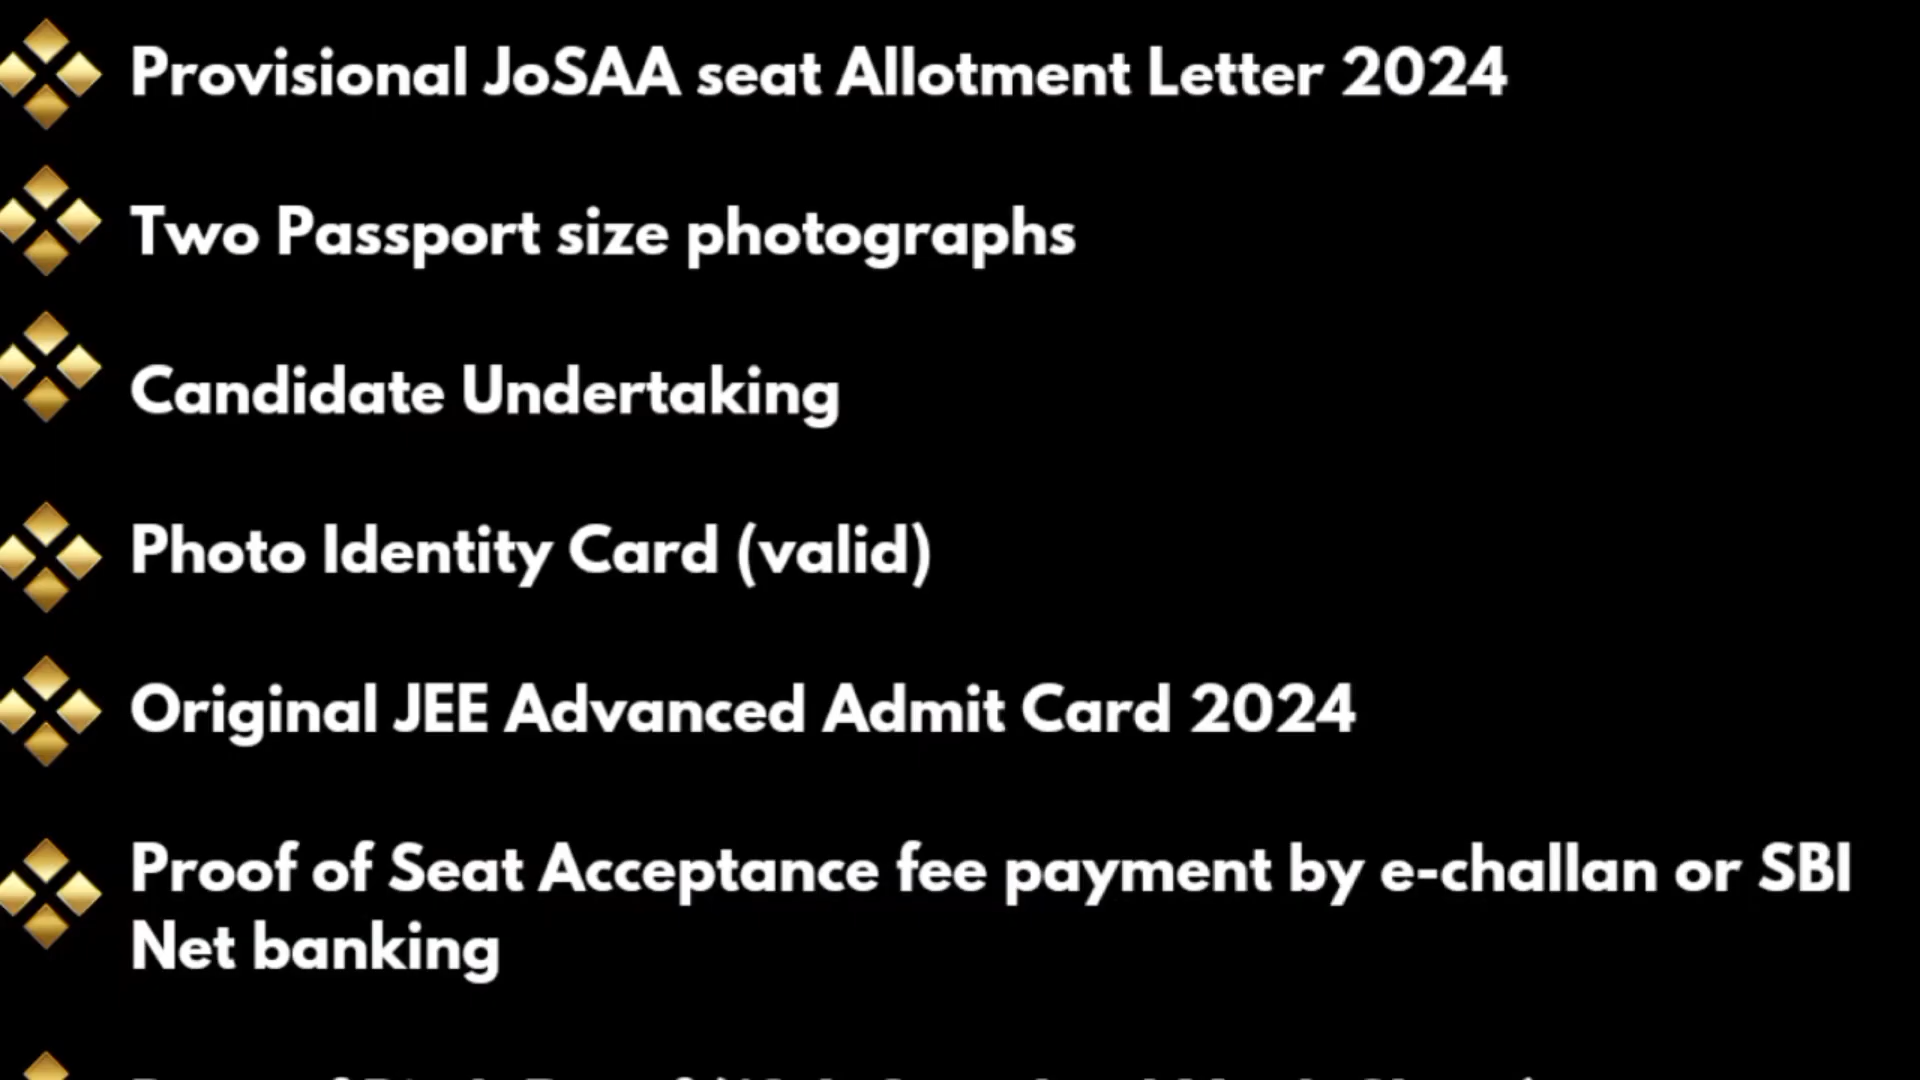 Provisional JoSAA seat Allotment Letter 2024
Two Passport size photographs
Candidate Undertaking
Photo Identity Card (valid)
Original JEE Advanced Admit Card 2024
Proof of Seat Acceptance fee payment by e-challan or SBI
Net banking